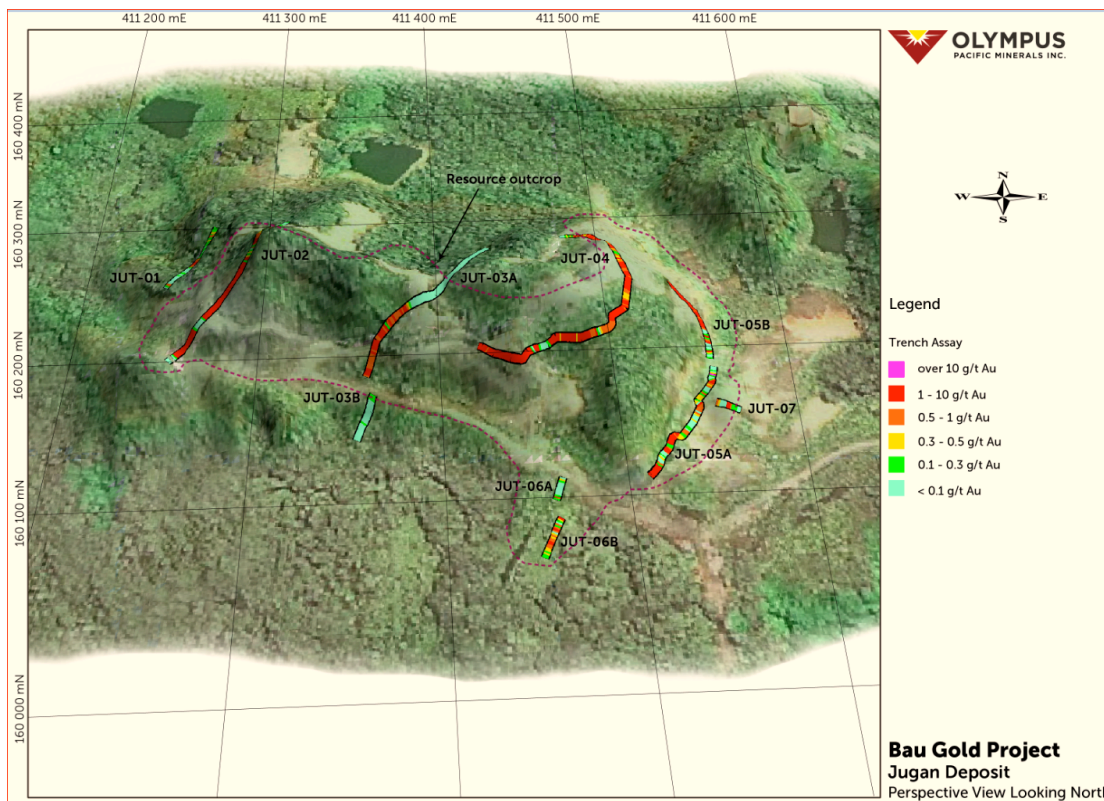 411 200 mE
411 300 mE
411 400 mE
411 500 mE
411 600 mE
160 400 mN
160 300 mN
160 200 mN
160 100 mN
160 000 mN
Resource outcrop
JUT-01
JUT-02
JUT-03A
JUT-04
JUT-05B
JUT-03B
JUT-07
JUT-05A
JUT-06A
JUT-06B
OLYMPUS
PACIFIC MINERALS INC.
N
W
E
S
Legend
Trench Assay
over 10 g/t Au
1 - 10 g/t Au
0.5 - 1 g/t Au
0.3 - 0.5 g/t Au
0.1 - 0.3 g/t Au
< 0.1 g/t Au
Bau Gold Project
Jugan Deposit
Perspective View Looking North